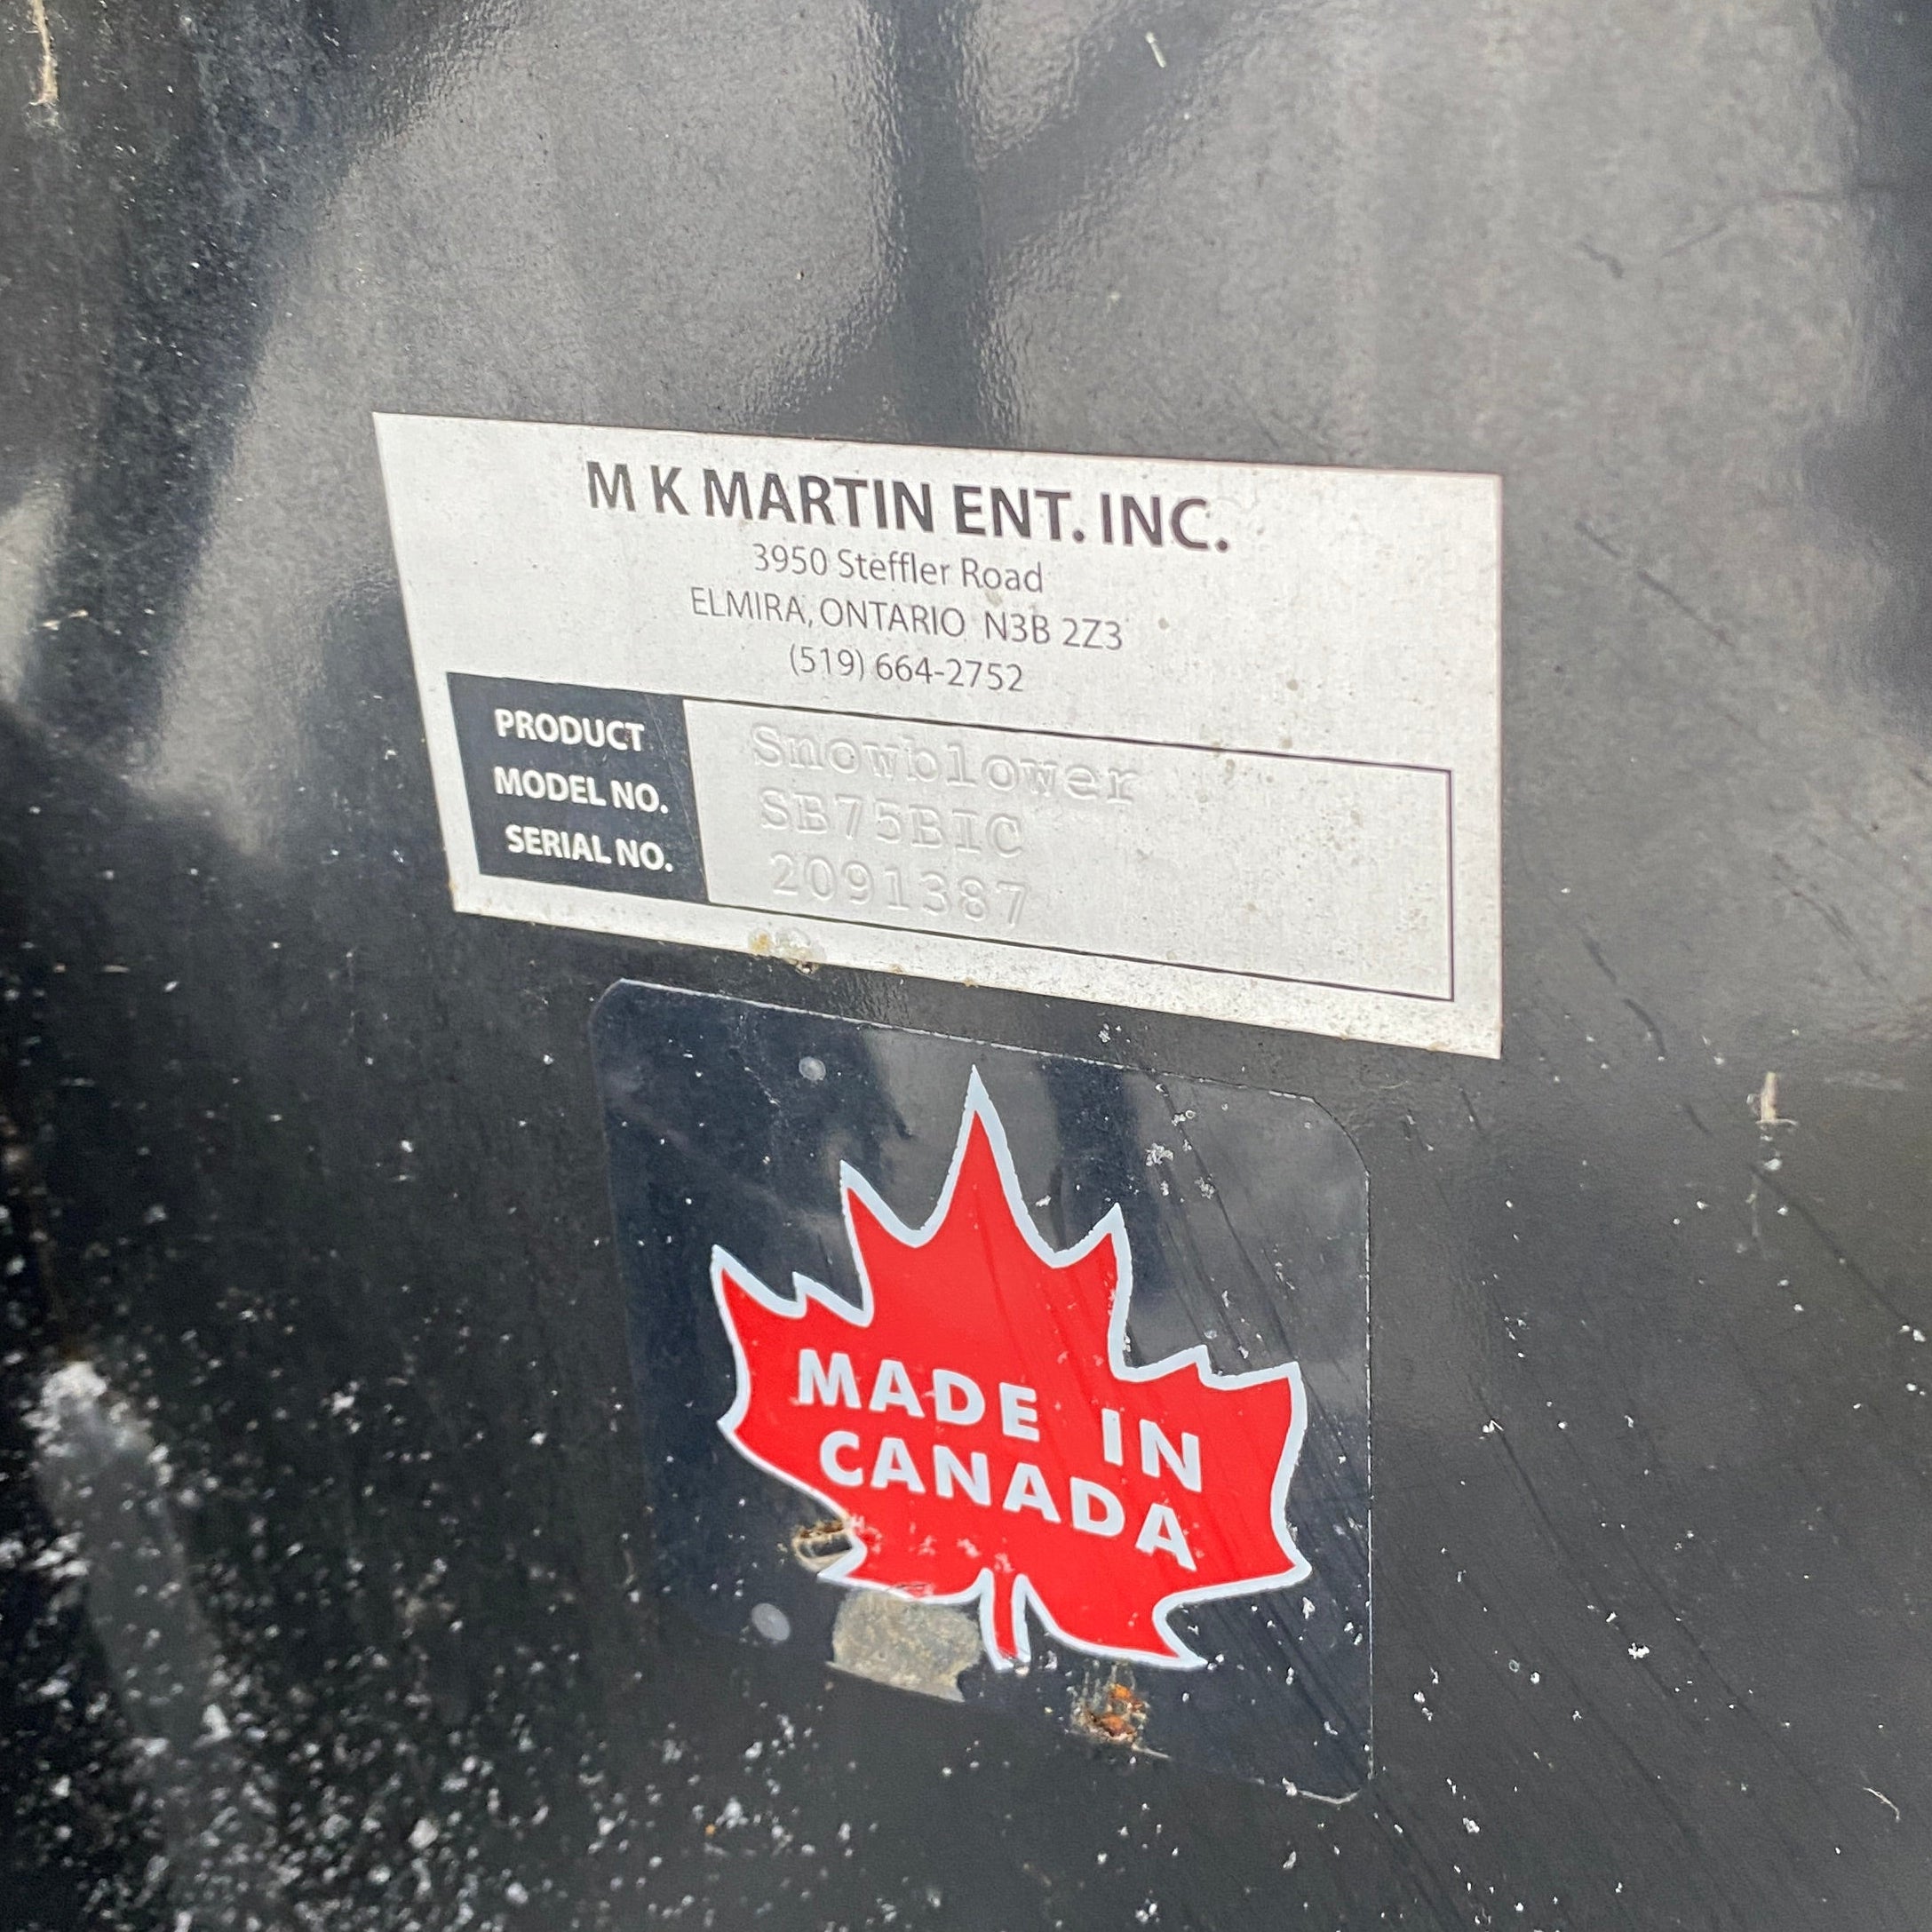 M K MARTIN ENT. INC.
3950 Steffler Road
ELMIRA, ONTARIO N3B 2Z3
(519) 664-2752
PRODUCT Snowblower
MODEL NO. SB75BIC
SERIAL NO. 2091387
MADE IN
CANADA